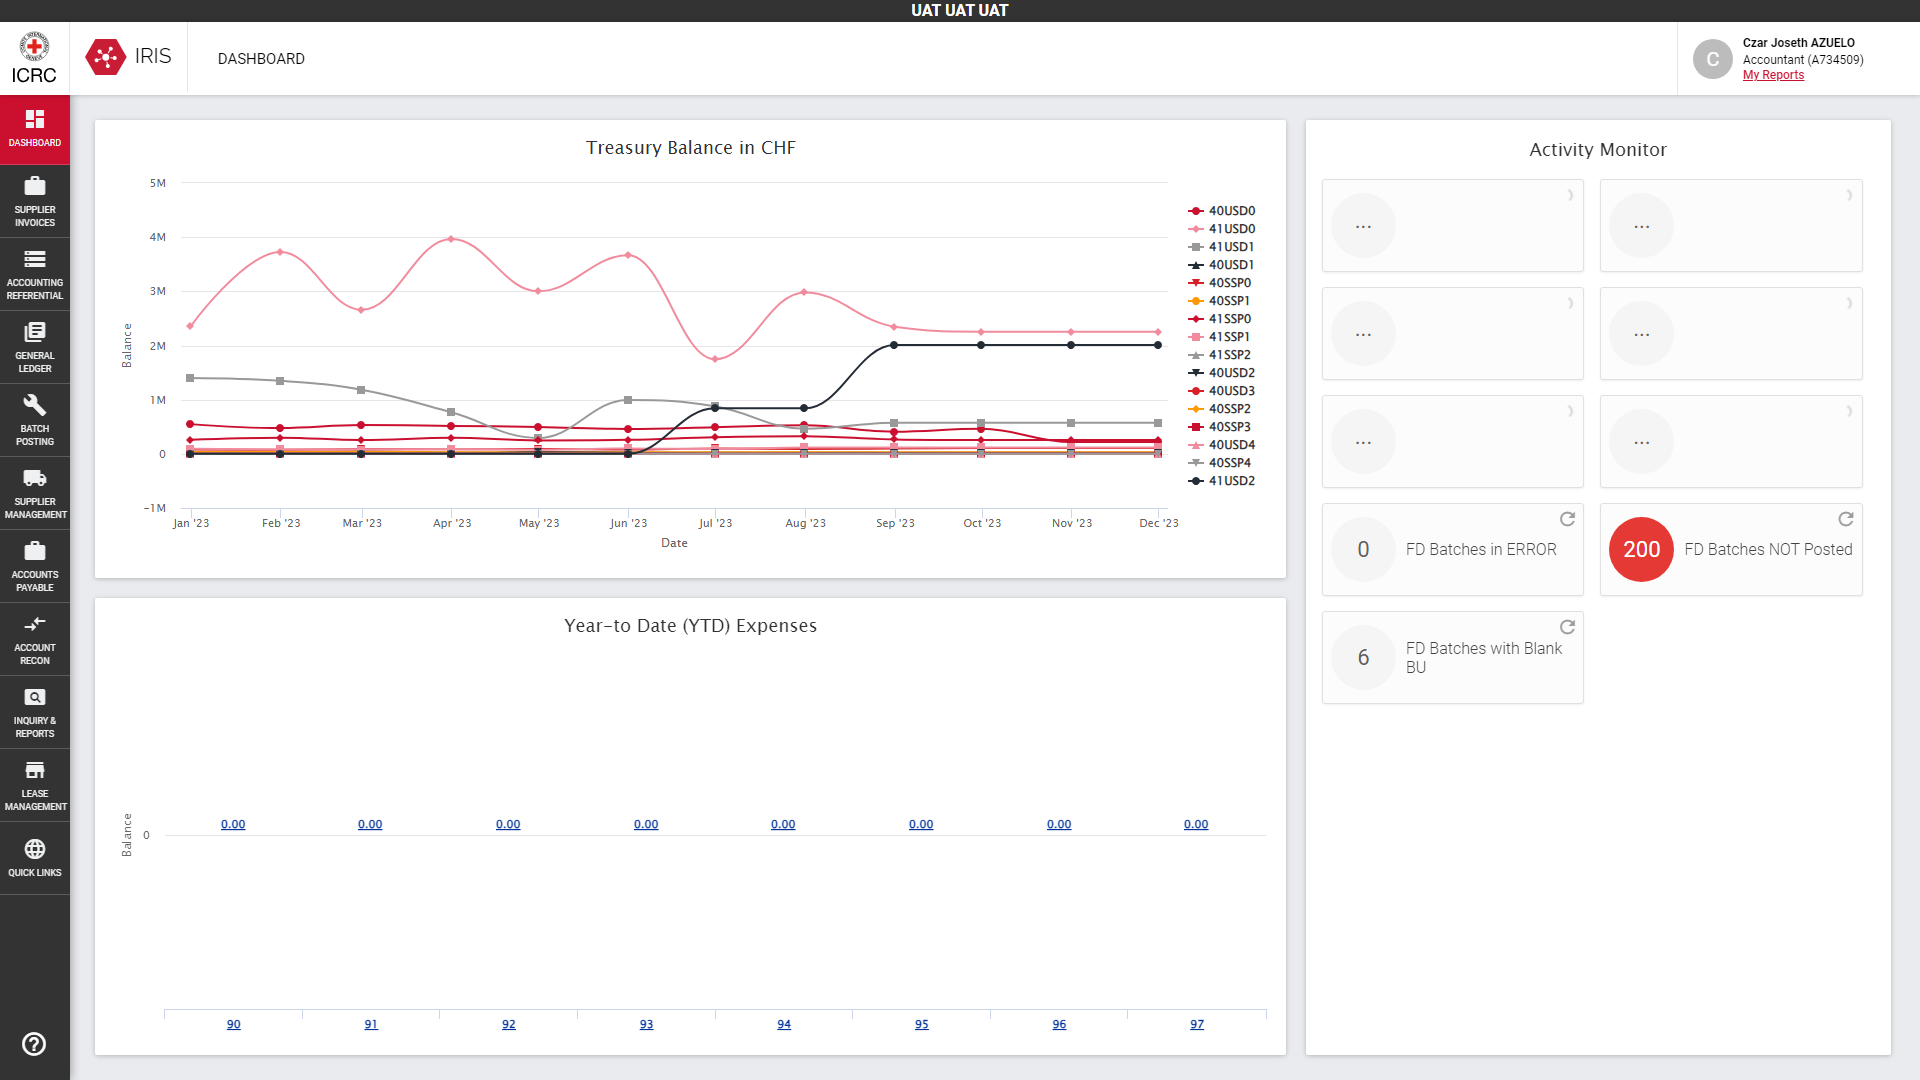 UAT UAT UAT
ICRC
IRIS
DASHBOARD
C
Czar Joseth AZUELO
Accountant (A734509)
My Reports
DASHBOARD
SUPPLIER
INVOICES
ACCOUNTING
REFERENTIAL
GENERAL
LEDGER
BATCH
POSTING
SUPPLIER
MANAGEMENT
ACCOUNTS
PAYABLE
ACCOUNT
RECON
INQUIRY &
REPORTS
LEASE
MANAGEMENT
QUICK LINKS
Treasury Balance in CHF
5M
4M
3M
2M
1M
0
-1M
Balance
Jan '23 Feb '23 Mar '23 Apr '23 May '23 Jun '23 Jul '23 Aug '23 Sep '23 Oct '23 Nov '23 Dec '23
Date
40USD0
41USD0
41USD1
40USD1
40SSP0
40SSP1
41SSP0
41SSP1
41SSP2
40USD2
40USD3
40SSP2
40SSP3
40USD4
40SSP4
41USD2
Year-to Date (YTD) Expenses
Balance
0
0.00 0.00 0.00 0.00 0.00 0.00 0.00 0.00
90 91 92 93 94 95 96 97
Activity Monitor
... ...
... ...
... ...
0 FD Batches in ERROR
200 FD Batches NOT Posted
6 FD Batches with Blank
BU